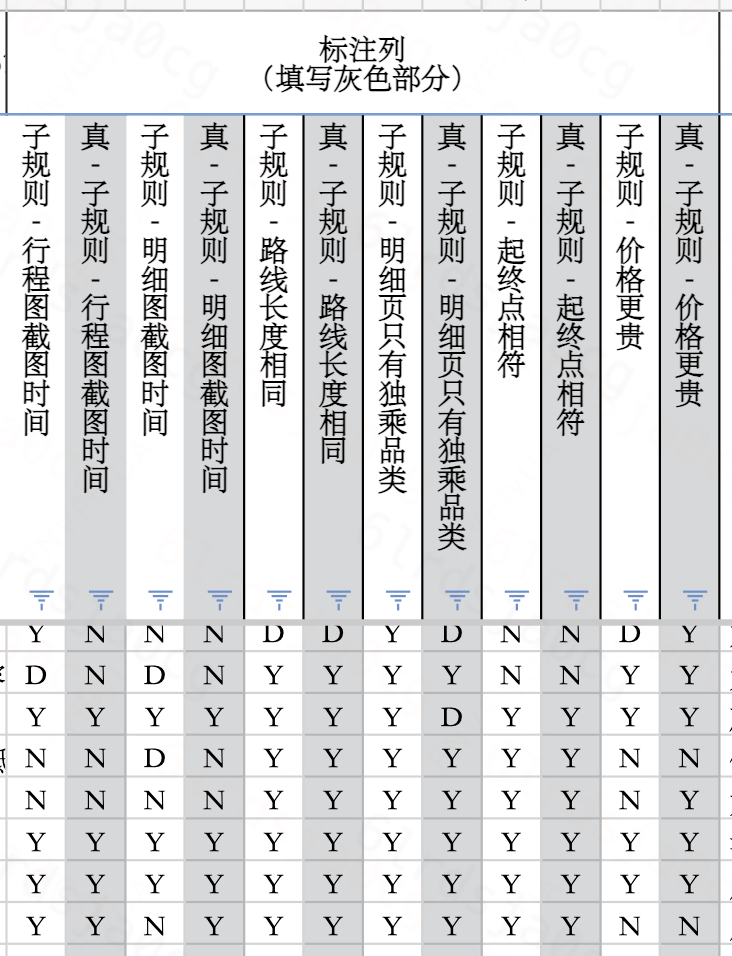 标注列
（填写灰色部分）
子规则-行程图截图时间
真-子规则-行程图截图时间
子规则-明细图截图时间
真-子规则-明细图截图时间
子规则-路线长度相同
真-子规则-路线长度相同
子规则-明细页只有独乘品类
真-子规则-明细页只有独乘品类
子规则-起终点相符
真-子规则-起终点相符
子规则-价格更贵
真-子规则-价格更贵
Y N N N D D Y D N N D Y
D N D N Y Y Y Y N N Y Y
Y Y Y Y Y Y Y D Y Y Y Y
N N D N Y Y Y Y Y Y N N
N N N N Y Y Y Y Y Y N Y
Y Y Y Y Y Y Y Y Y Y Y Y
Y Y Y Y Y Y Y Y Y Y Y Y
Y Y N Y Y Y Y Y Y Y N N